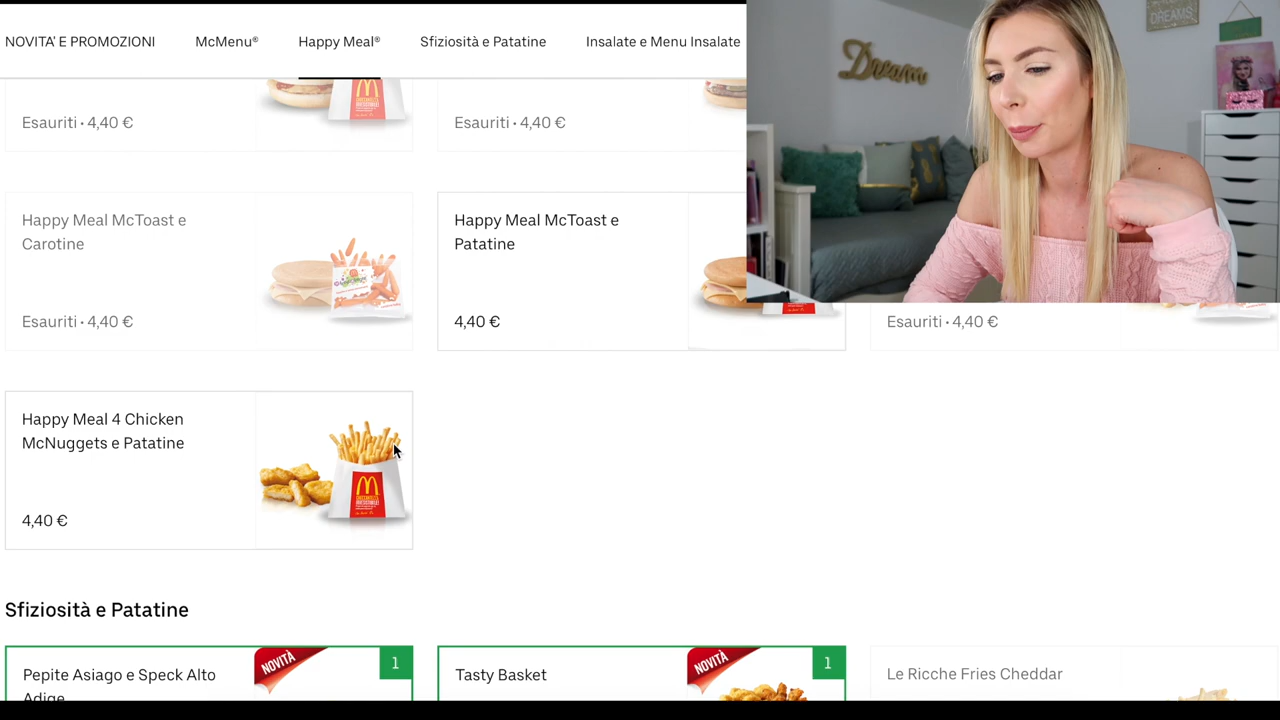 NOVITA' E PROMOZIONI McMenu® Happy Meal® Sfiziosità e Patatine Insalate e Menu Insalate
Dream
DREAMS
Esauriti • 4,40 €
Esauriti • 4,40 €
Happy Meal McToast e
Carotine
Esauriti • 4,40 €
Happy Meal McToast e
Patatine
4,40 €
Esauriti • 4,40 €
Happy Meal 4 Chicken
McNuggets e Patatine
4,40 €
Sfiziosità e Patatine
Pepite Asiago e Speck Alto
Adige
NOVITÀ
1
Tasty Basket
NOVITÀ
1
Le Ricche Fries Cheddar